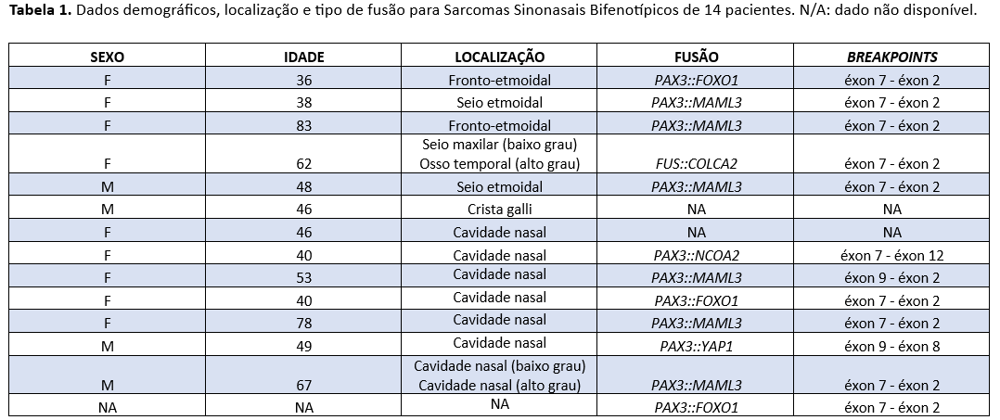 Tabela 1. Dados demográficos, localização e tipo de fusão para Sarcomas Sinonasais Bifenotípicos de 14 pacientes. N/A: dado não disponível.
SEXO IDADE LOCALIZAÇÃO FUSÃO BREAKPOINTS
F 36 Fronto-etmoidal PAX3::FOXO1 éxon 7 - éxon 2
F 38 Seio etmoidal PAX3::MAML3 éxon 7 - éxon 2
F 83 Fronto-etmoidal PAX3::MAML3 éxon 7 - éxon 2
Seio maxilar (baixo grau)
F 62 Osso temporal (alto grau) FUS::COLCA2 éxon 7 - éxon 2
M 48 Seio etmoidal PAX3::MAML3 éxon 7 - éxon 2
M 46 Crista galli NA NA
F 46 Cavidade nasal NA NA
F 40 Cavidade nasal PAX3::NCOA2 éxon 7 - éxon 12
F 53 Cavidade nasal PAX3::MAML3 éxon 9 - éxon 2
F 40 Cavidade nasal PAX3::FOXO1 éxon 7 - éxon 2
F 78 Cavidade nasal PAX3::MAML3 éxon 7 - éxon 2
M 49 Cavidade nasal PAX3::YAP1 éxon 9 - éxon 8
Cavidade nasal (baixo grau)
M 67 Cavidade nasal (alto grau) PAX3::MAML3 éxon 7 - éxon 2
NA NA NA PAX3::FOXO1 éxon 7 - éxon 2